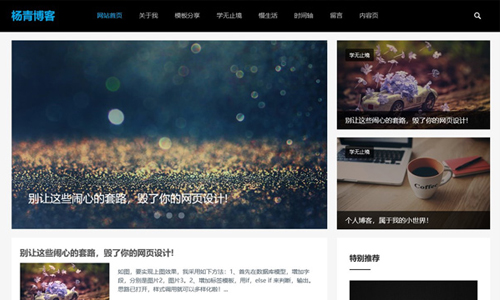 杨青博客
网站首页 关于我 模板分享 学无止境 慢生活 时间轴 留言 内容页
学无止境
别让这些闹心的套路，毁了你的网页设计!
别让这些闹心的套路，毁了你的网页设计!
学无止境
Coffee
个人博客，属于我的小世界!
别让这些闹心的套路，毁了你的网页设计!
如图，要实现上图效果，我采用如下方法：1、首先在数据库模型，增加字
段，分别是图片2，图片3。2、增加标签模板，用if，else if 来判断，输出。
思路已打开，样式调用就可以多样化啦！...
特别推荐